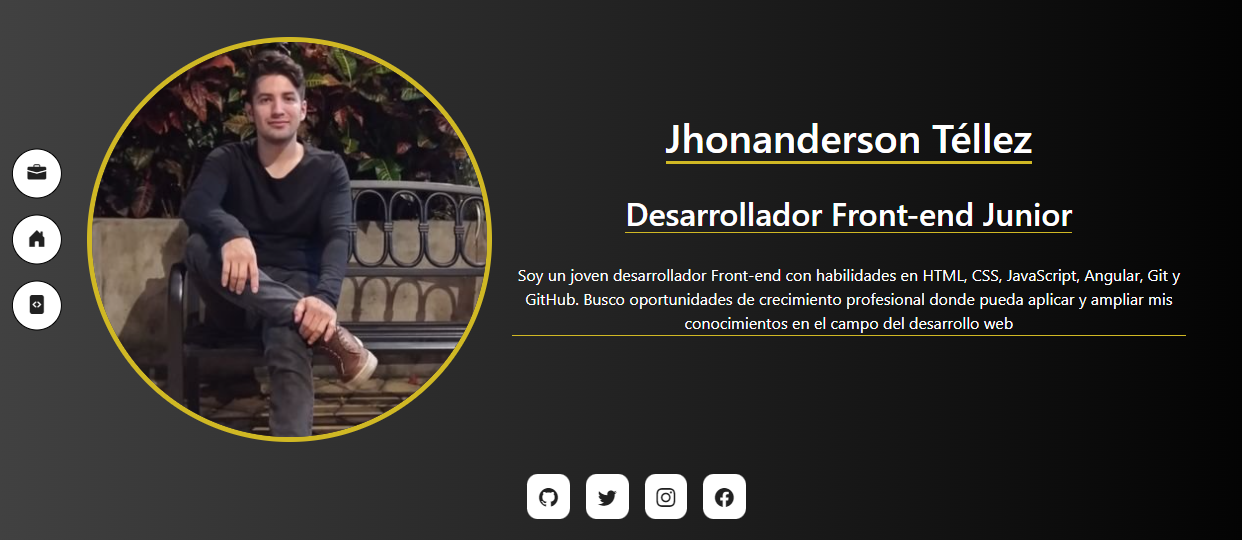 Jhonanderson Téllez
Desarrollador Front-end Junior
Soy un joven desarrollador Front-end con habilidades en HTML, CSS, JavaScript, Angular, Git y
GitHub. Busco oportunidades de crecimiento profesional donde pueda aplicar y ampliar mis
conocimientos en el campo del desarrollo web